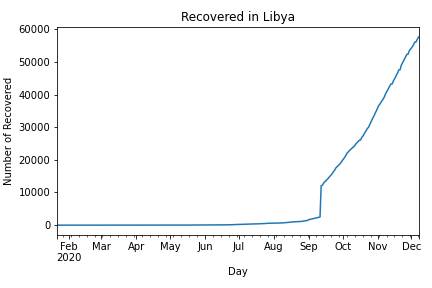 Recovered in Libya
60000
50000
40000
30000
20000
10000
0
Number of Recovered
Feb Mar Apr May Jun Jul Aug Sep Oct Nov Dec
2020
Day